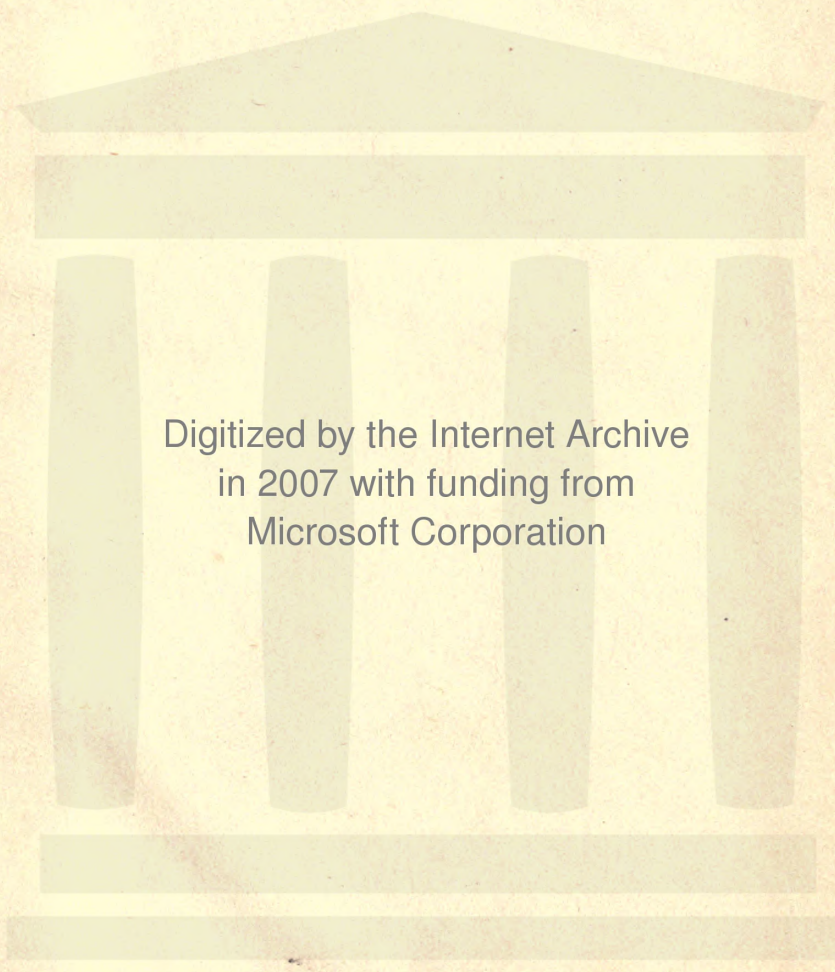 Digitized by the Internet Archive
in 2007 with funding from
Microsoft Corporation